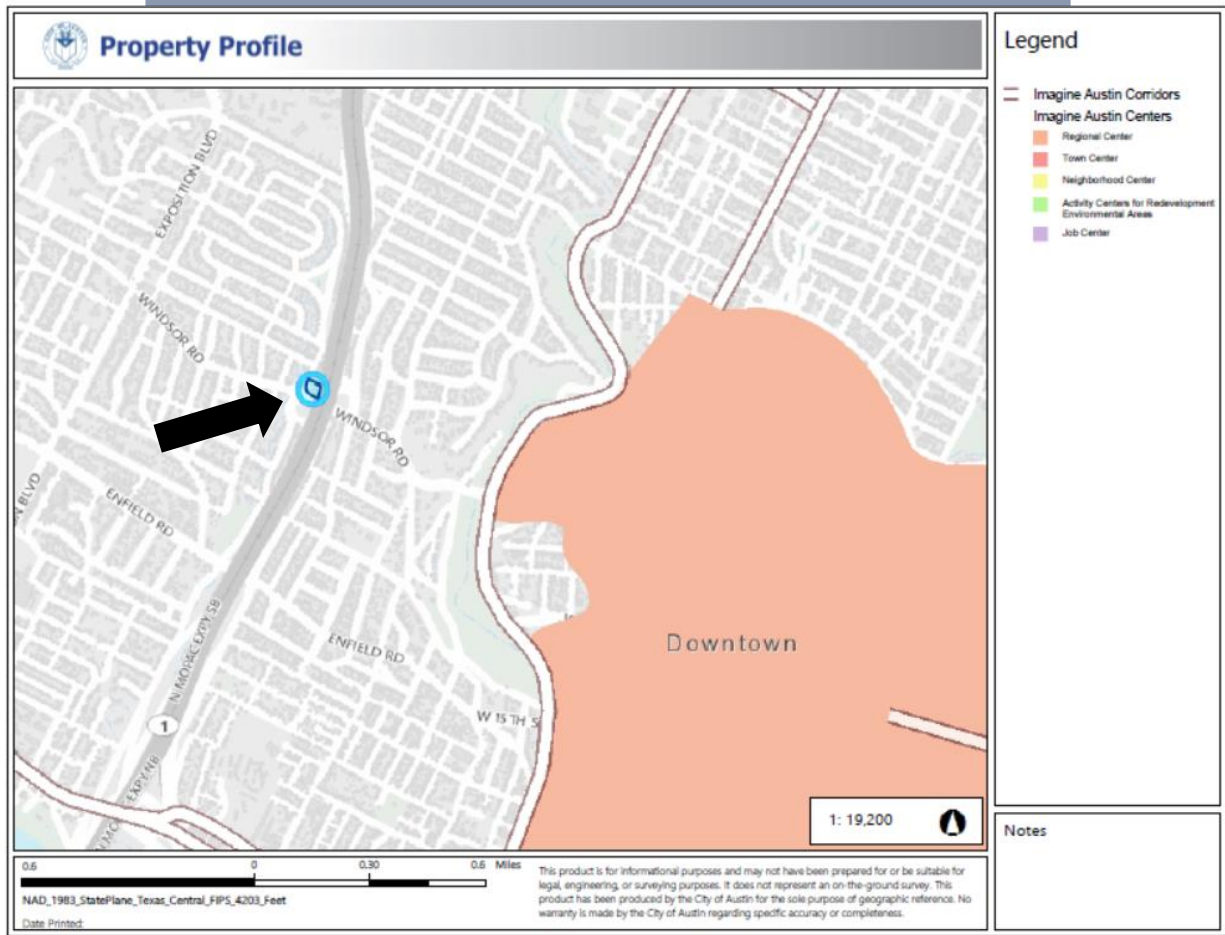 Property Profile
Legend
Imagine Austin Corridors
Imagine Austin Centers
Regional Center
Town Center
Neighborhood Center
Activity Centers for Redevelopment
Environmental Areas
Job Center
EXPOSITION BLVD
WINDSOR RD
WINDSOR RD
ENFIELD RD
BLVD
N MOPAC EXPY SB
ENFIELD RD
Downtown
W 15TH S
1
EXPY NB
1: 19,200
Notes
0.6 0 0.30 0.6 Miles
NAD_1983_StatePlane_Texas_Central_FIPS_4203_Feet
Date Printed:
This product is for informational purposes and may not have been prepared for or be suitable for
legal, engineering, or surveying purposes. It does not represent an on-the-ground survey. This
product has been produced by the City of Austin for the sole purpose of geographic reference. No
warranty is made by the City of Austin regarding specific accuracy or completeness.